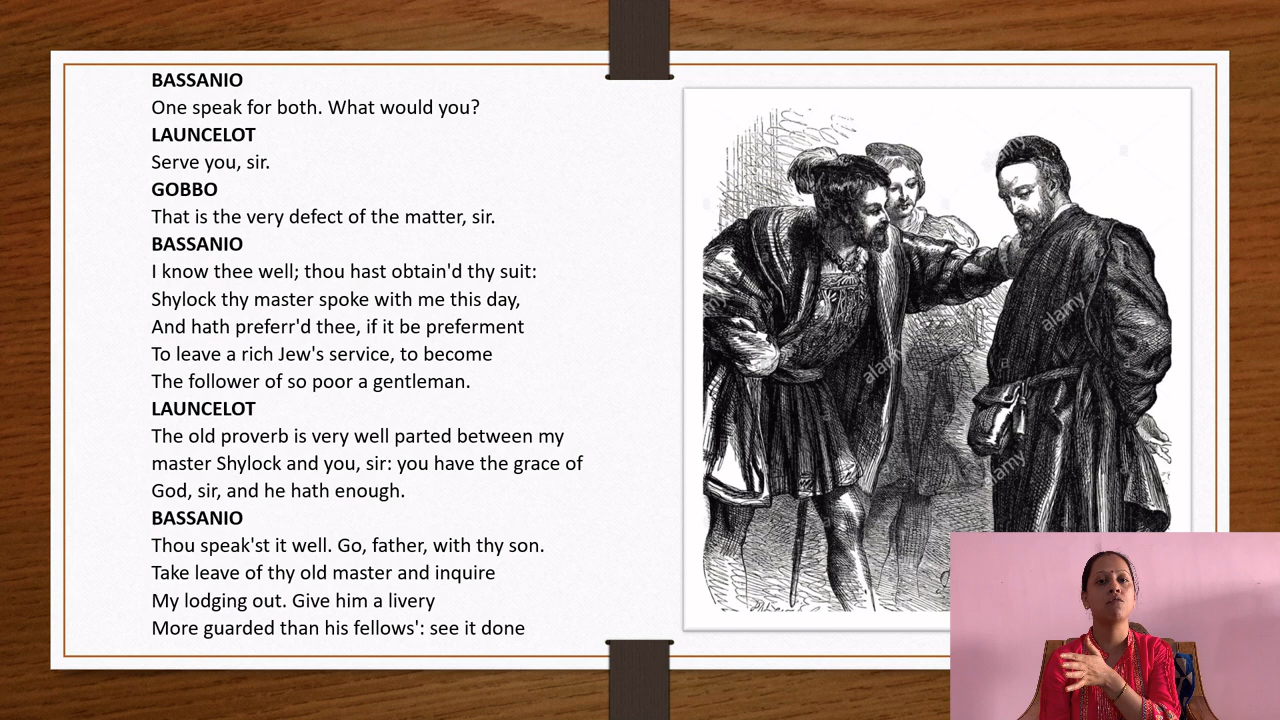 BASSANIO
One speak for both. What would you?
LAUNCELOT
Serve you, sir.
GOBBO
That is the very defect of the matter, sir.
BASSANIO
I know thee well; thou hast obtain'd thy suit:
Shylock thy master spoke with me this day,
And hath preferr'd thee, if it be preferment
To leave a rich Jew's service, to become
The follower of so poor a gentleman.
LAUNCELOT
The old proverb is very well parted between my
master Shylock and you, sir: you have the grace of
God, sir, and he hath enough.
BASSANIO
Thou speak'st it well. Go, father, with thy son.
Take leave of thy old master and inquire
My lodging out. Give him a livery
More guarded than his fellows': see it done
alamy
alamy
alamy
alamy